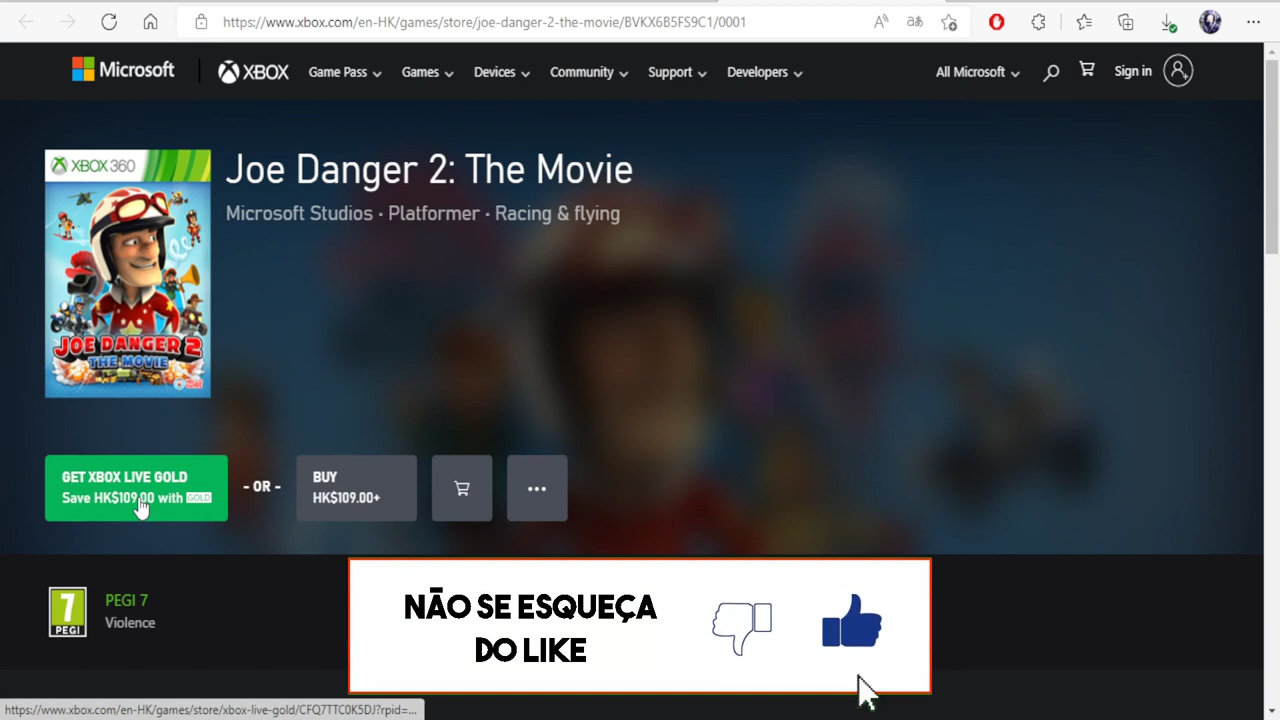 https://www.xbox.com/en-HK/games/store/joe-danger-2-the-movie/BVKX6B5FS9C1/0001
Microsoft
XBOX
Game Pass
Games
Devices
Community
Support
Developers
All Microsoft
Sign in
XBOX 360
JOE DANGER 2
THE MOVIE
Joe Danger 2: The Movie
Microsoft Studios · Platformer · Racing & flying
GET XBOX LIVE GOLD
Save HK$109.00 with GOLD
- OR -
BUY
HK$109.00+
7
PEGI
PEGI 7
Violence
NÃO SE ESQUEÇA
DO LIKE
https://www.xbox.com/en-HK/games/store/xbox-live-gold/CFQ7TTC0K5DJ?rpid=...